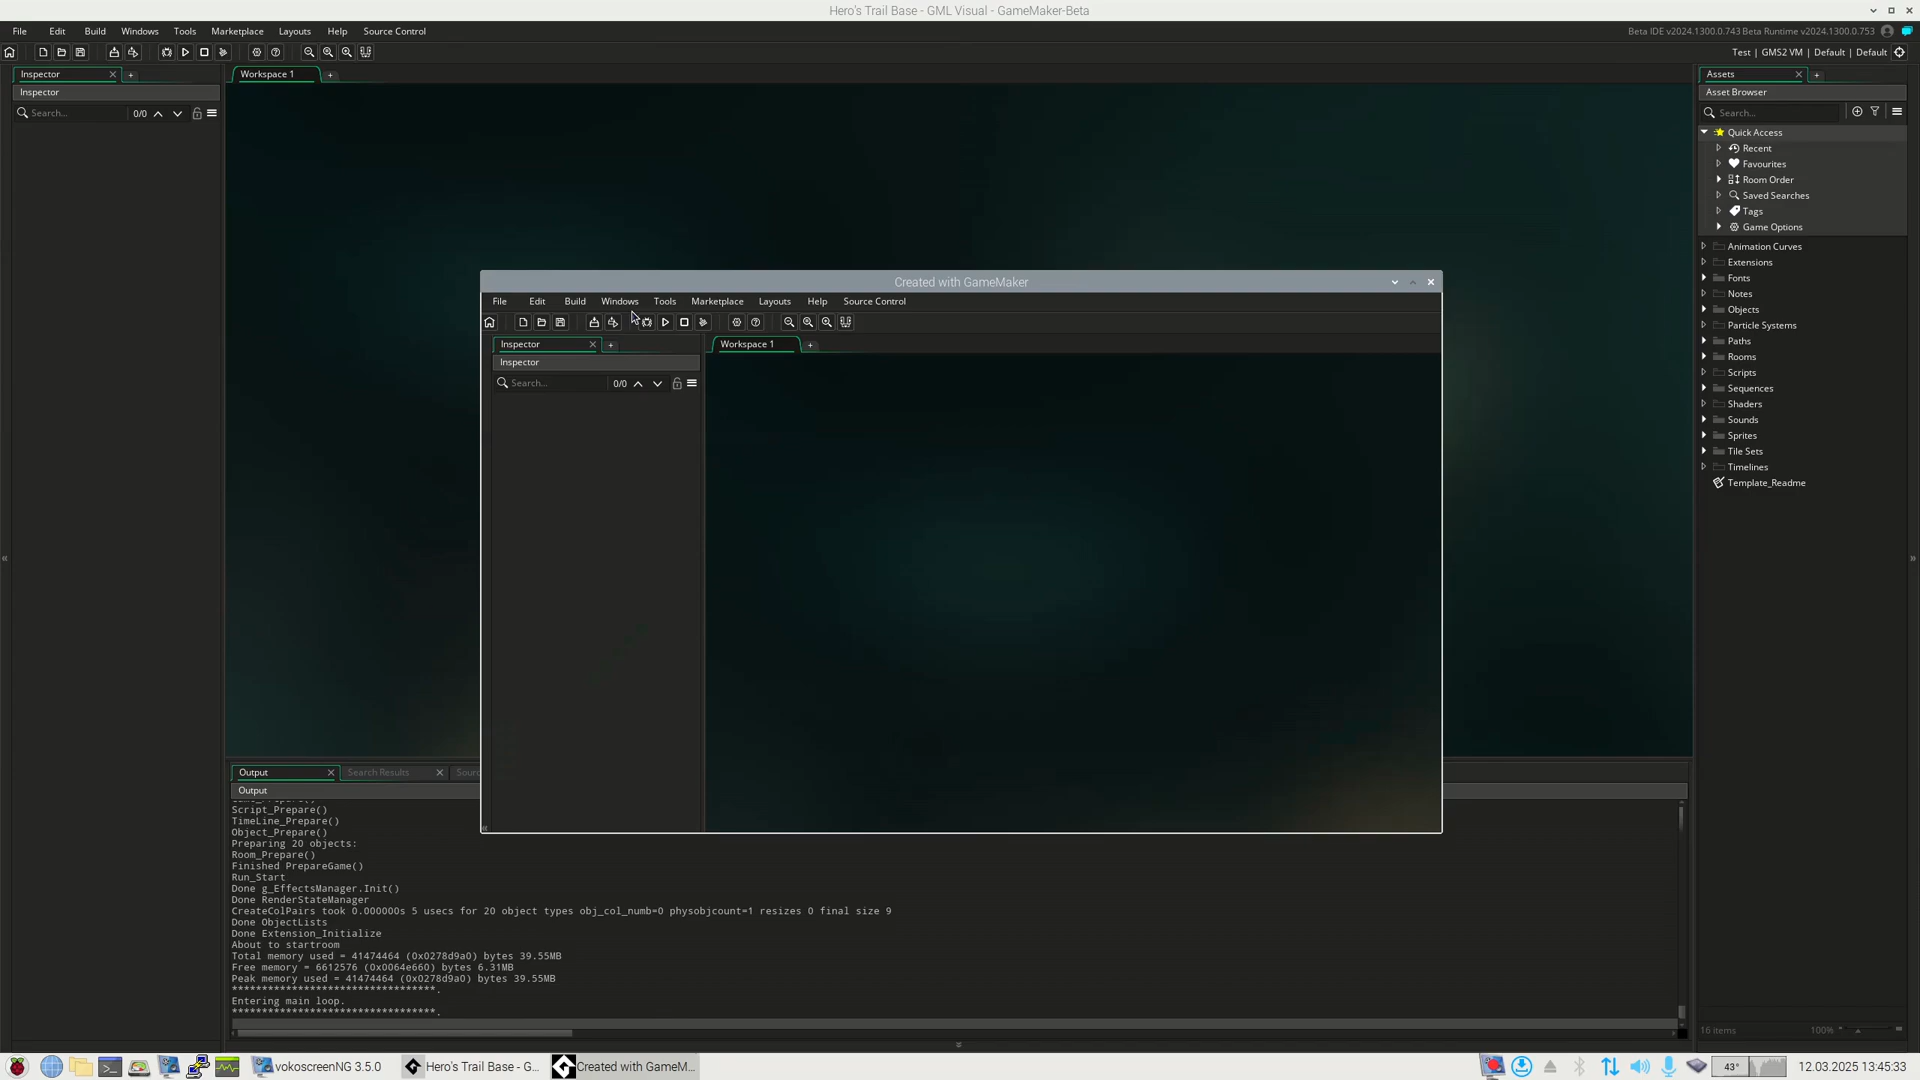 Hero's Trail Base - GML Visual - GameMaker-Beta
File Edit Build Windows Tools Marketplace Layouts Help Source Control
Beta IDE v2024.1300.0.743 Beta Runtime v2024.1300.0.753
Test | GMS2 VM | Default | Default
Inspector
Workspace 1
Assets
Inspector
Asset Browser
Search...
0/0
Search...
Quick Access
Recent
Favourites
Room Order
Saved Searches
Tags
Game Options
Animation Curves
Extensions
Fonts
Notes
Objects
Particle Systems
Paths
Rooms
Scripts
Sequences
Shaders
Sounds
Sprites
Tile Sets
Timelines
Template_Readme
Created with GameMaker
File Edit Build Windows Tools Marketplace Layouts Help Source Control
Inspector
Workspace 1
Inspector
Search...
0/0
Output
Search Results
Sourc
Output
Script_Prepare()
TimeLine_Prepare()
Object_Prepare()
Preparing 20 objects:
Room_Prepare()
Finished PrepareGame()
Run_Start
Done g_EffectsManager.Init()
Done RenderStateManager
CreateColPairs took 0.000000s 5 usecs for 20 object types obj_col_numb=0 physobjcount=1 resizes 0 final size 9
Done ObjectLists
Done Extension_Initialize
About to startroom
Total memory used = 41474464 (0x0278d9a0) bytes 39.55MB
Free memory = 6612576 (0x0064e660) bytes 6.31MB
Peak memory used = 41474464 (0x0278d9a0) bytes 39.55MB
**********************************.
Entering main loop.
**********************************.
16 items
100%
vokoscreenNG 3.5.0
Hero's Trail Base - G...
Created with GameM...
43°
12.03.2025 13:45:33